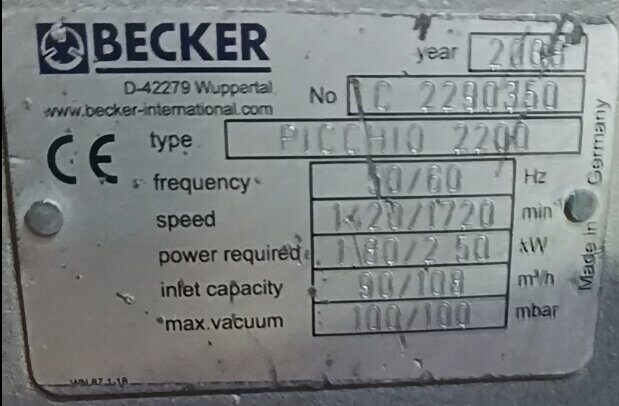 BECKER
year
D-42279 Wuppertal
www.becker-international.com
No C 2290360
type PICCHIO 2200
CE
frequency 50/60 Hz
speed 1420/1720 min⁻¹
power required 1.80/2.50 kW
inlet capacity 90/108 m³/h
max.vacuum 100/100 mbar
Made in Germany